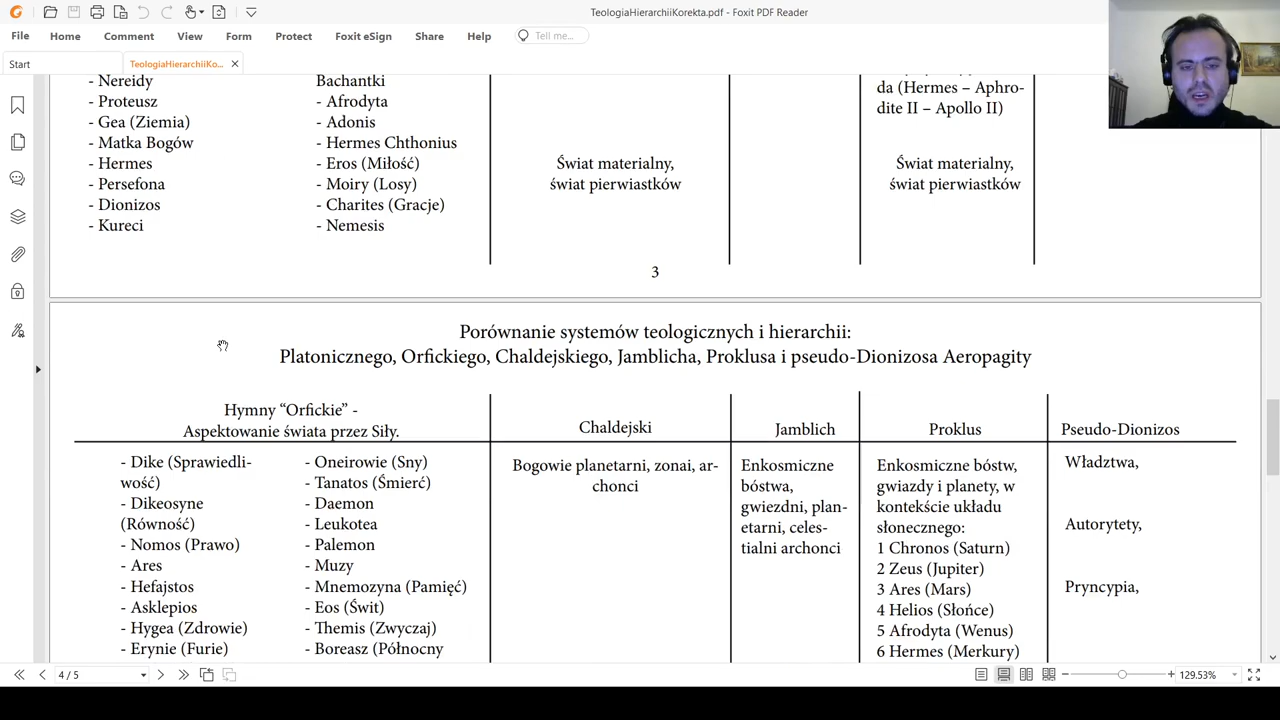 TeologiaHierarchiiKorekta.pdf - Foxit PDF Reader
File Home Comment View Form Protect Foxit eSign Share Help Tell me...
Start TeologiaHierarchiiKo...
- Nereidy
- Proteusz
- Gea (Ziemia)
- Matka Bogów
- Hermes
- Persefona
- Dionizos
- Kureci
Bachantki
- Afrodyta
- Adonis
- Hermes Chthonius
- Eros (Miłość)
- Moiry (Losy)
- Charites (Gracje)
- Nemesis
Świat materialny,
świat pierwiastków
da (Hermes – Aphro-
dite II – Apollo II)
Świat materialny,
świat pierwiastków
3
Porównanie systemów teologicznych i hierarchii:
Platonicznego, Orfickiego, Chaldejskiego, Jamblicha, Proklusa i pseudo-Dionizosa Aeropagity
Hymny “Orfickie” -
Aspektowanie świata przez Siły.
Chaldejski
Jamblich
Proklus
Pseudo-Dionizos
- Dike (Sprawiedli-
wość)
- Dikeosyne
(Równość)
- Nomos (Prawo)
- Ares
- Hefajstos
- Asklepios
- Hygea (Zdrowie)
- Erynie (Furie)
- Oneirowie (Sny)
- Tanatos (Śmierć)
- Daemon
- Leukotea
- Palemon
- Muzy
- Mnemozyna (Pamięć)
- Eos (Świt)
- Themis (Zwyczaj)
- Boreasz (Północny
Bogowie planetarni, zonai, ar-
chonci
Enkosmiczne
bóstwa,
gwiezdni, plan-
etarni, celes-
tialni archonci
Enkosmiczne bóstw,
gwiazdy i planety, w
kontekście układu
słonecznego:
1 Chronos (Saturn)
2 Zeus (Jupiter)
3 Ares (Mars)
4 Helios (Słońce)
5 Afrodyta (Wenus)
6 Hermes (Merkury)
Władztwa,
Autorytety,
Pryncypia,
4 / 5
129.53%